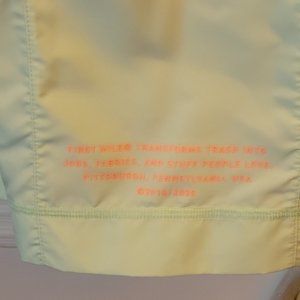 FIRST MILE® TRANSFORMS TRASH INTO
JOBS, FABRICS, AND STUFF PEOPLE LOVE.
PITTSBURGH, PENNSYLVANIA, USA